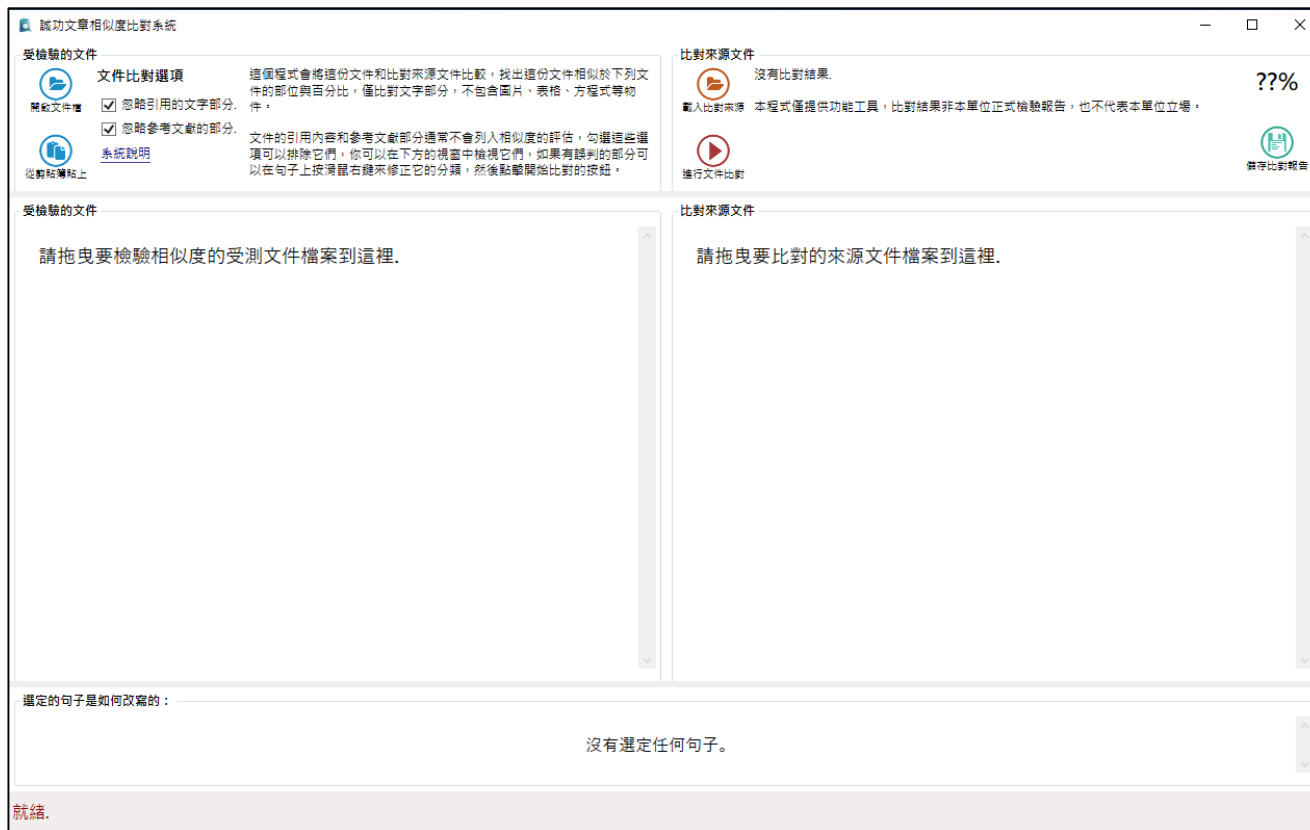 誠功文章相似度比對系統
受檢驗的文件
開啟文件檔
從剪貼簿貼上
文件比對選項
忽略引用的文字部分.
忽略參考文獻的部分.
系統說明
這個程式會將這份文件和比對來源文件比較，找出這份文件相似於下列文
件的部位與百分比，僅比對文字部分，不包含圖片、表格、方程式等物
件。
文件的引用內容和參考文獻部分通常不會列入相似度的評估，勾選這些選
項可以排除它們，你可以在下方的視窗中檢視它們，如果有誤判的部分可
以在句子上按滑鼠右鍵來修正它的分類，然後點擊開始比對的按鈕。
比對來源文件
載入比對來源
進行文件比對
沒有比對結果.
本程式僅提供功能工具，比對結果非本單位正式檢驗報告，也不代表本單位立場。
??%
儲存比對報告
受檢驗的文件
請拖曳要檢驗相似度的受測文件檔案到這裡.
比對來源文件
請拖曳要比對的來源文件檔案到這裡.
選定的句子是如何改寫的：
沒有選定任何句子。
就緒.